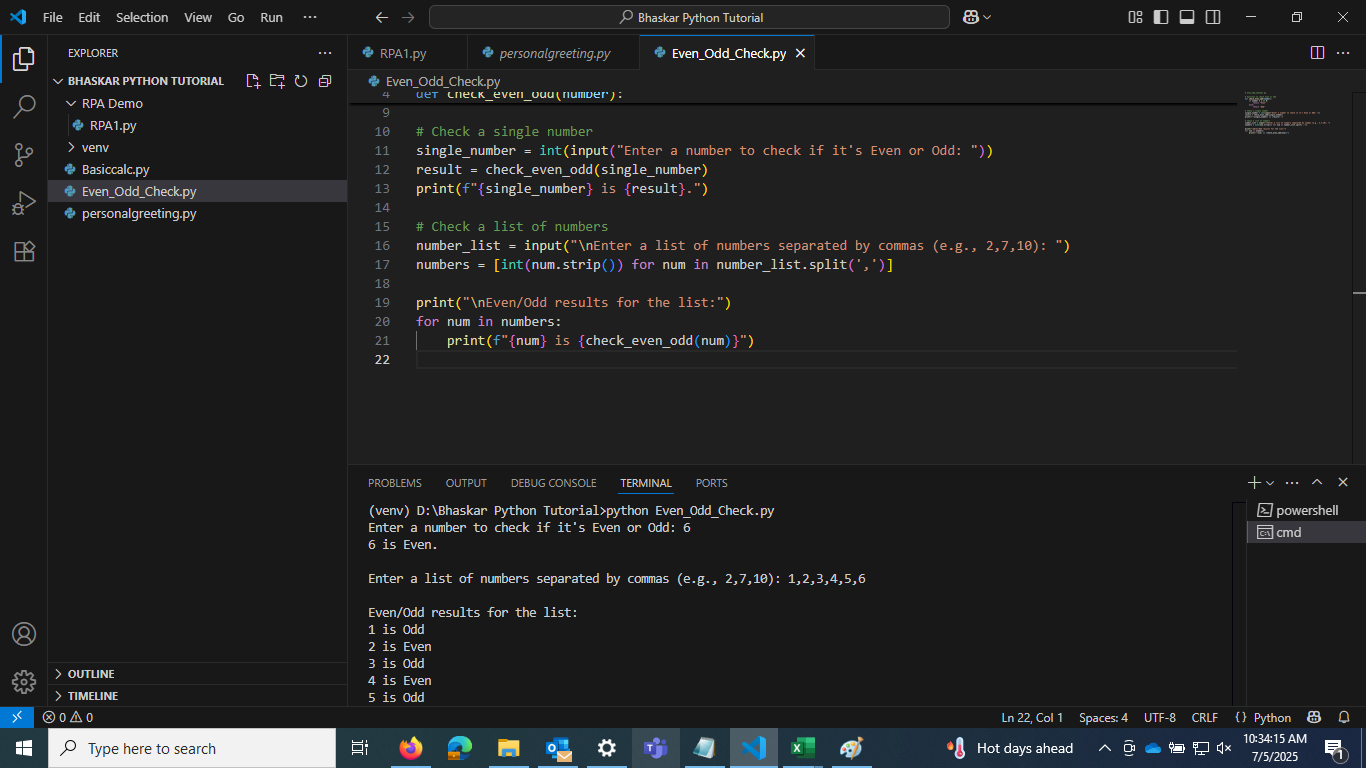 File Edit Selection View Go Run ··· Bhaskar Python Tutorial
EXPLORER ···
BHASKAR PYTHON TUTORIAL
RPA Demo
RPA1.py
venv
Basiccalc.py
Even_Odd_Check.py
personalgreeting.py
OUTLINE
TIMELINE
RPA1.py personalgreeting.py Even_Odd_Check.py
Even_Odd_Check.py
4 def check_even_odd(number):
9
10 # Check a single number
11 single_number = int(input("Enter a number to check if it's Even or Odd: "))
12 result = check_even_odd(single_number)
13 print(f"{single_number} is {result}.")
14
15 # Check a list of numbers
16 number_list = input("\nEnter a list of numbers separated by commas (e.g., 2,7,10): ")
17 numbers = [int(num.strip()) for num in number_list.split(',')]
18
19 print("\nEven/Odd results for the list:")
20 for num in numbers:
21     print(f"{num} is {check_even_odd(num)}")
22
PROBLEMS OUTPUT DEBUG CONSOLE TERMINAL PORTS
(venv) D:\Bhaskar Python Tutorial>python Even_Odd_Check.py
Enter a number to check if it's Even or Odd: 6
6 is Even.
Enter a list of numbers separated by commas (e.g., 2,7,10): 1,2,3,4,5,6
Even/Odd results for the list:
1 is Odd
2 is Even
3 is Odd
4 is Even
5 is Odd
powershell
cmd
0 0 Ln 22, Col 1 Spaces: 4 UTF-8 CRLF {} Python
Type here to search Hot days ahead 10:34:15 AM
7/5/2025
1